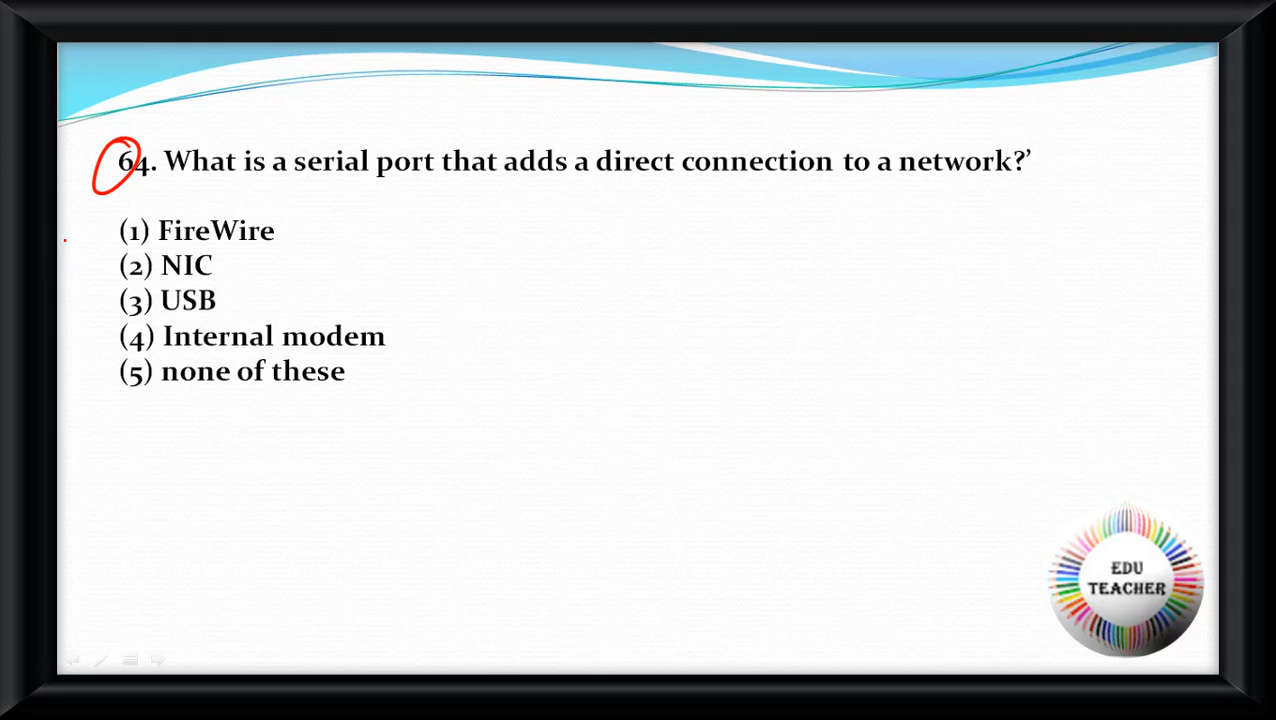 64. What is a serial port that adds a direct connection to a network?’
(1) FireWire
(2) NIC
(3) USB
(4) Internal modem
(5) none of these
EDU
TEACHER